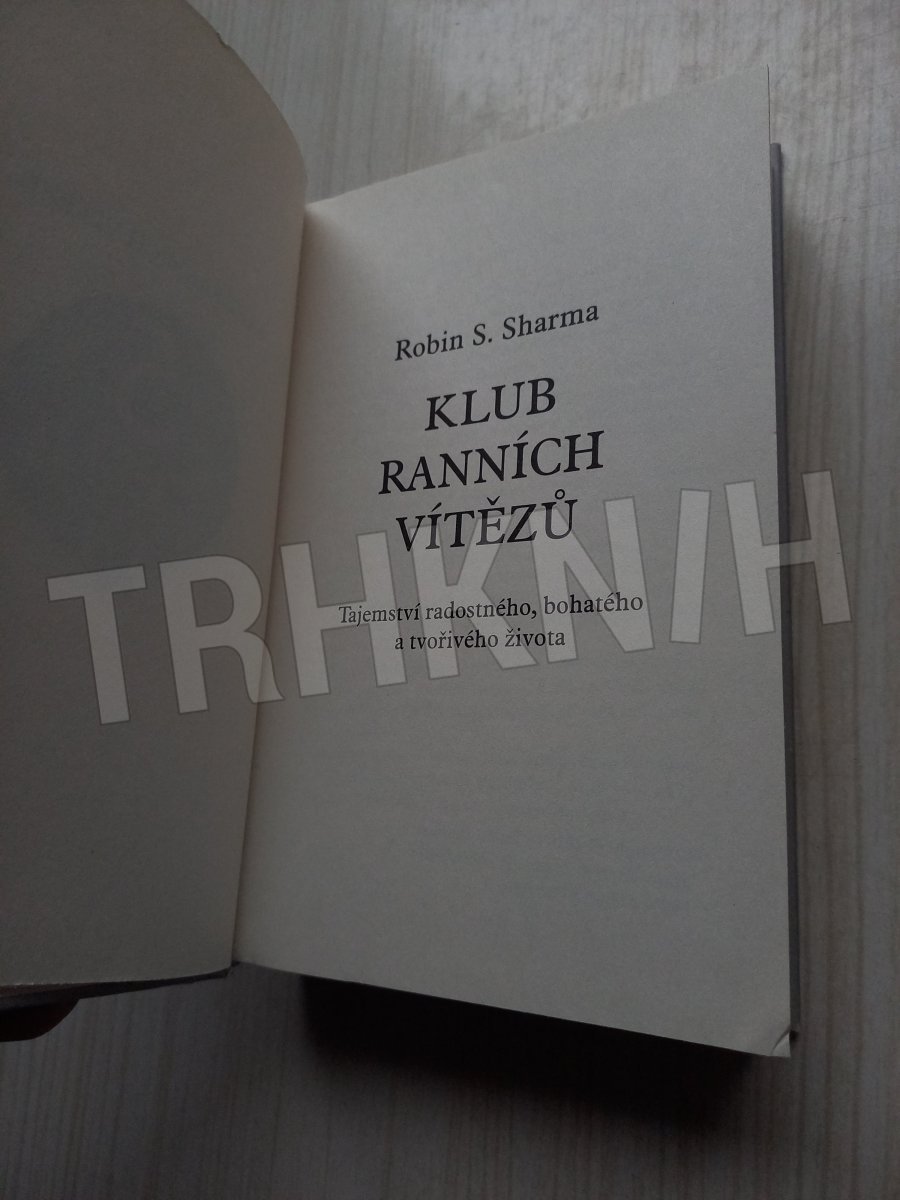 Robin S. Sharma
KLUB
RANNÍCH
VÍTĚZŮ
TRHKNIH
Tajemství radostného, bohatého
a tvořivého života